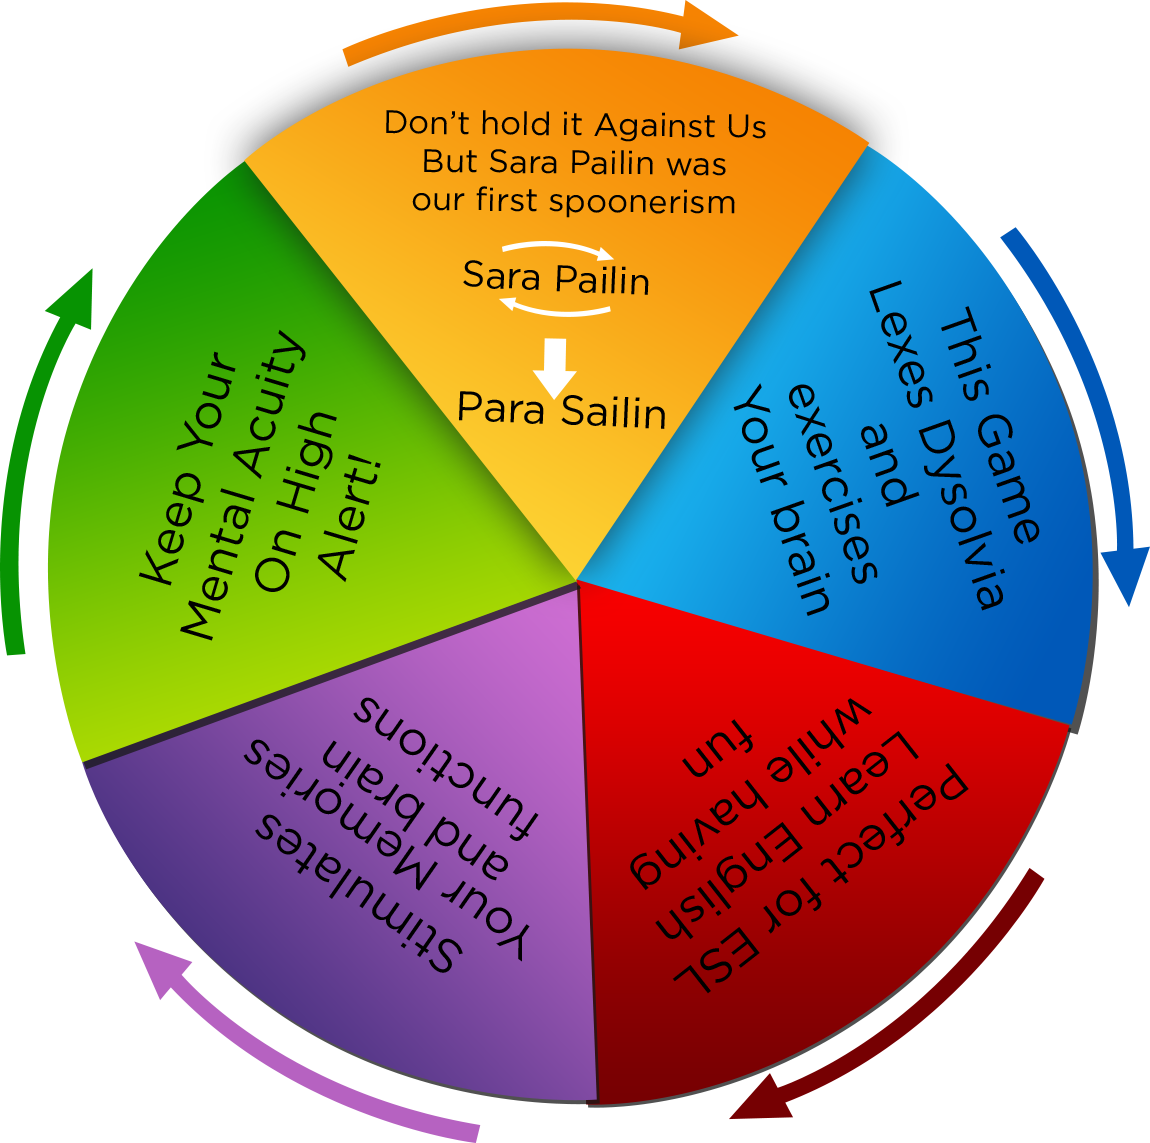 Don't hold it Against Us
But Sara Pailin was
our first spoonerism
Sara Pailin
Para Sailin
This Game
Lexes Dysolvia
and
exercises
Your brain
Perfect for ESL
Learn English
while having
fun
Stimulates
Your Memories
and brain
functions
Keep Your
Mental Acuity
On High
Alert!